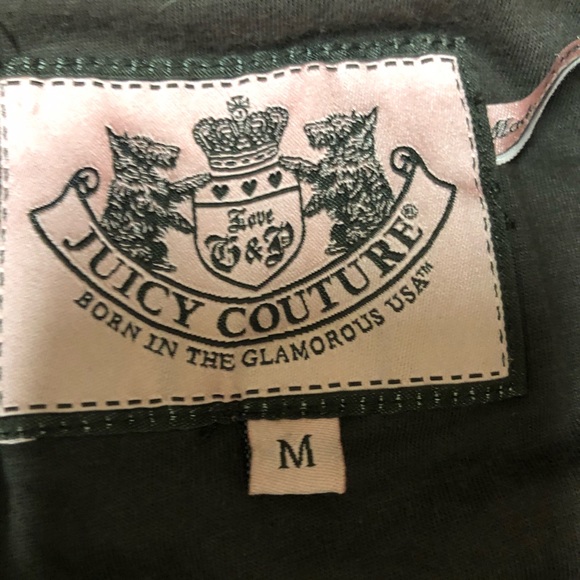 Love
G&P
JUICY COUTURE®
BORN IN THE GLAMOROUS USA™
M